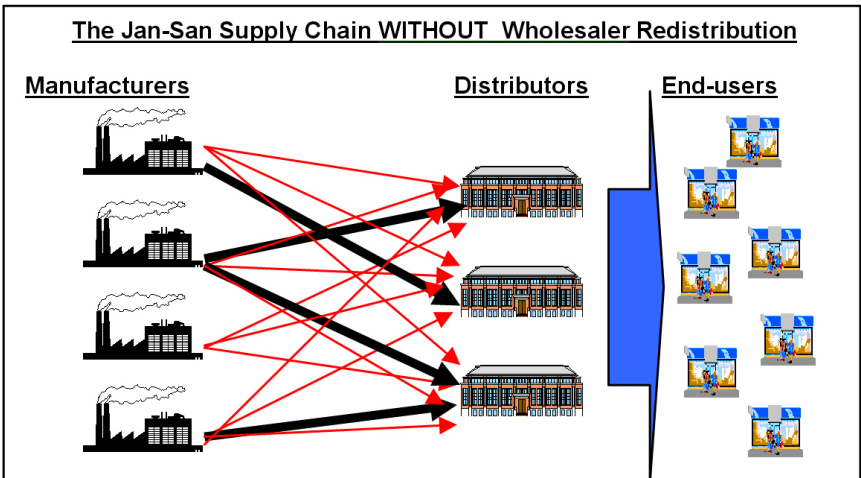 The Jan-San Supply Chain WITHOUT  Wholesaler Redistribution
Manufacturers
Distributors
End-users